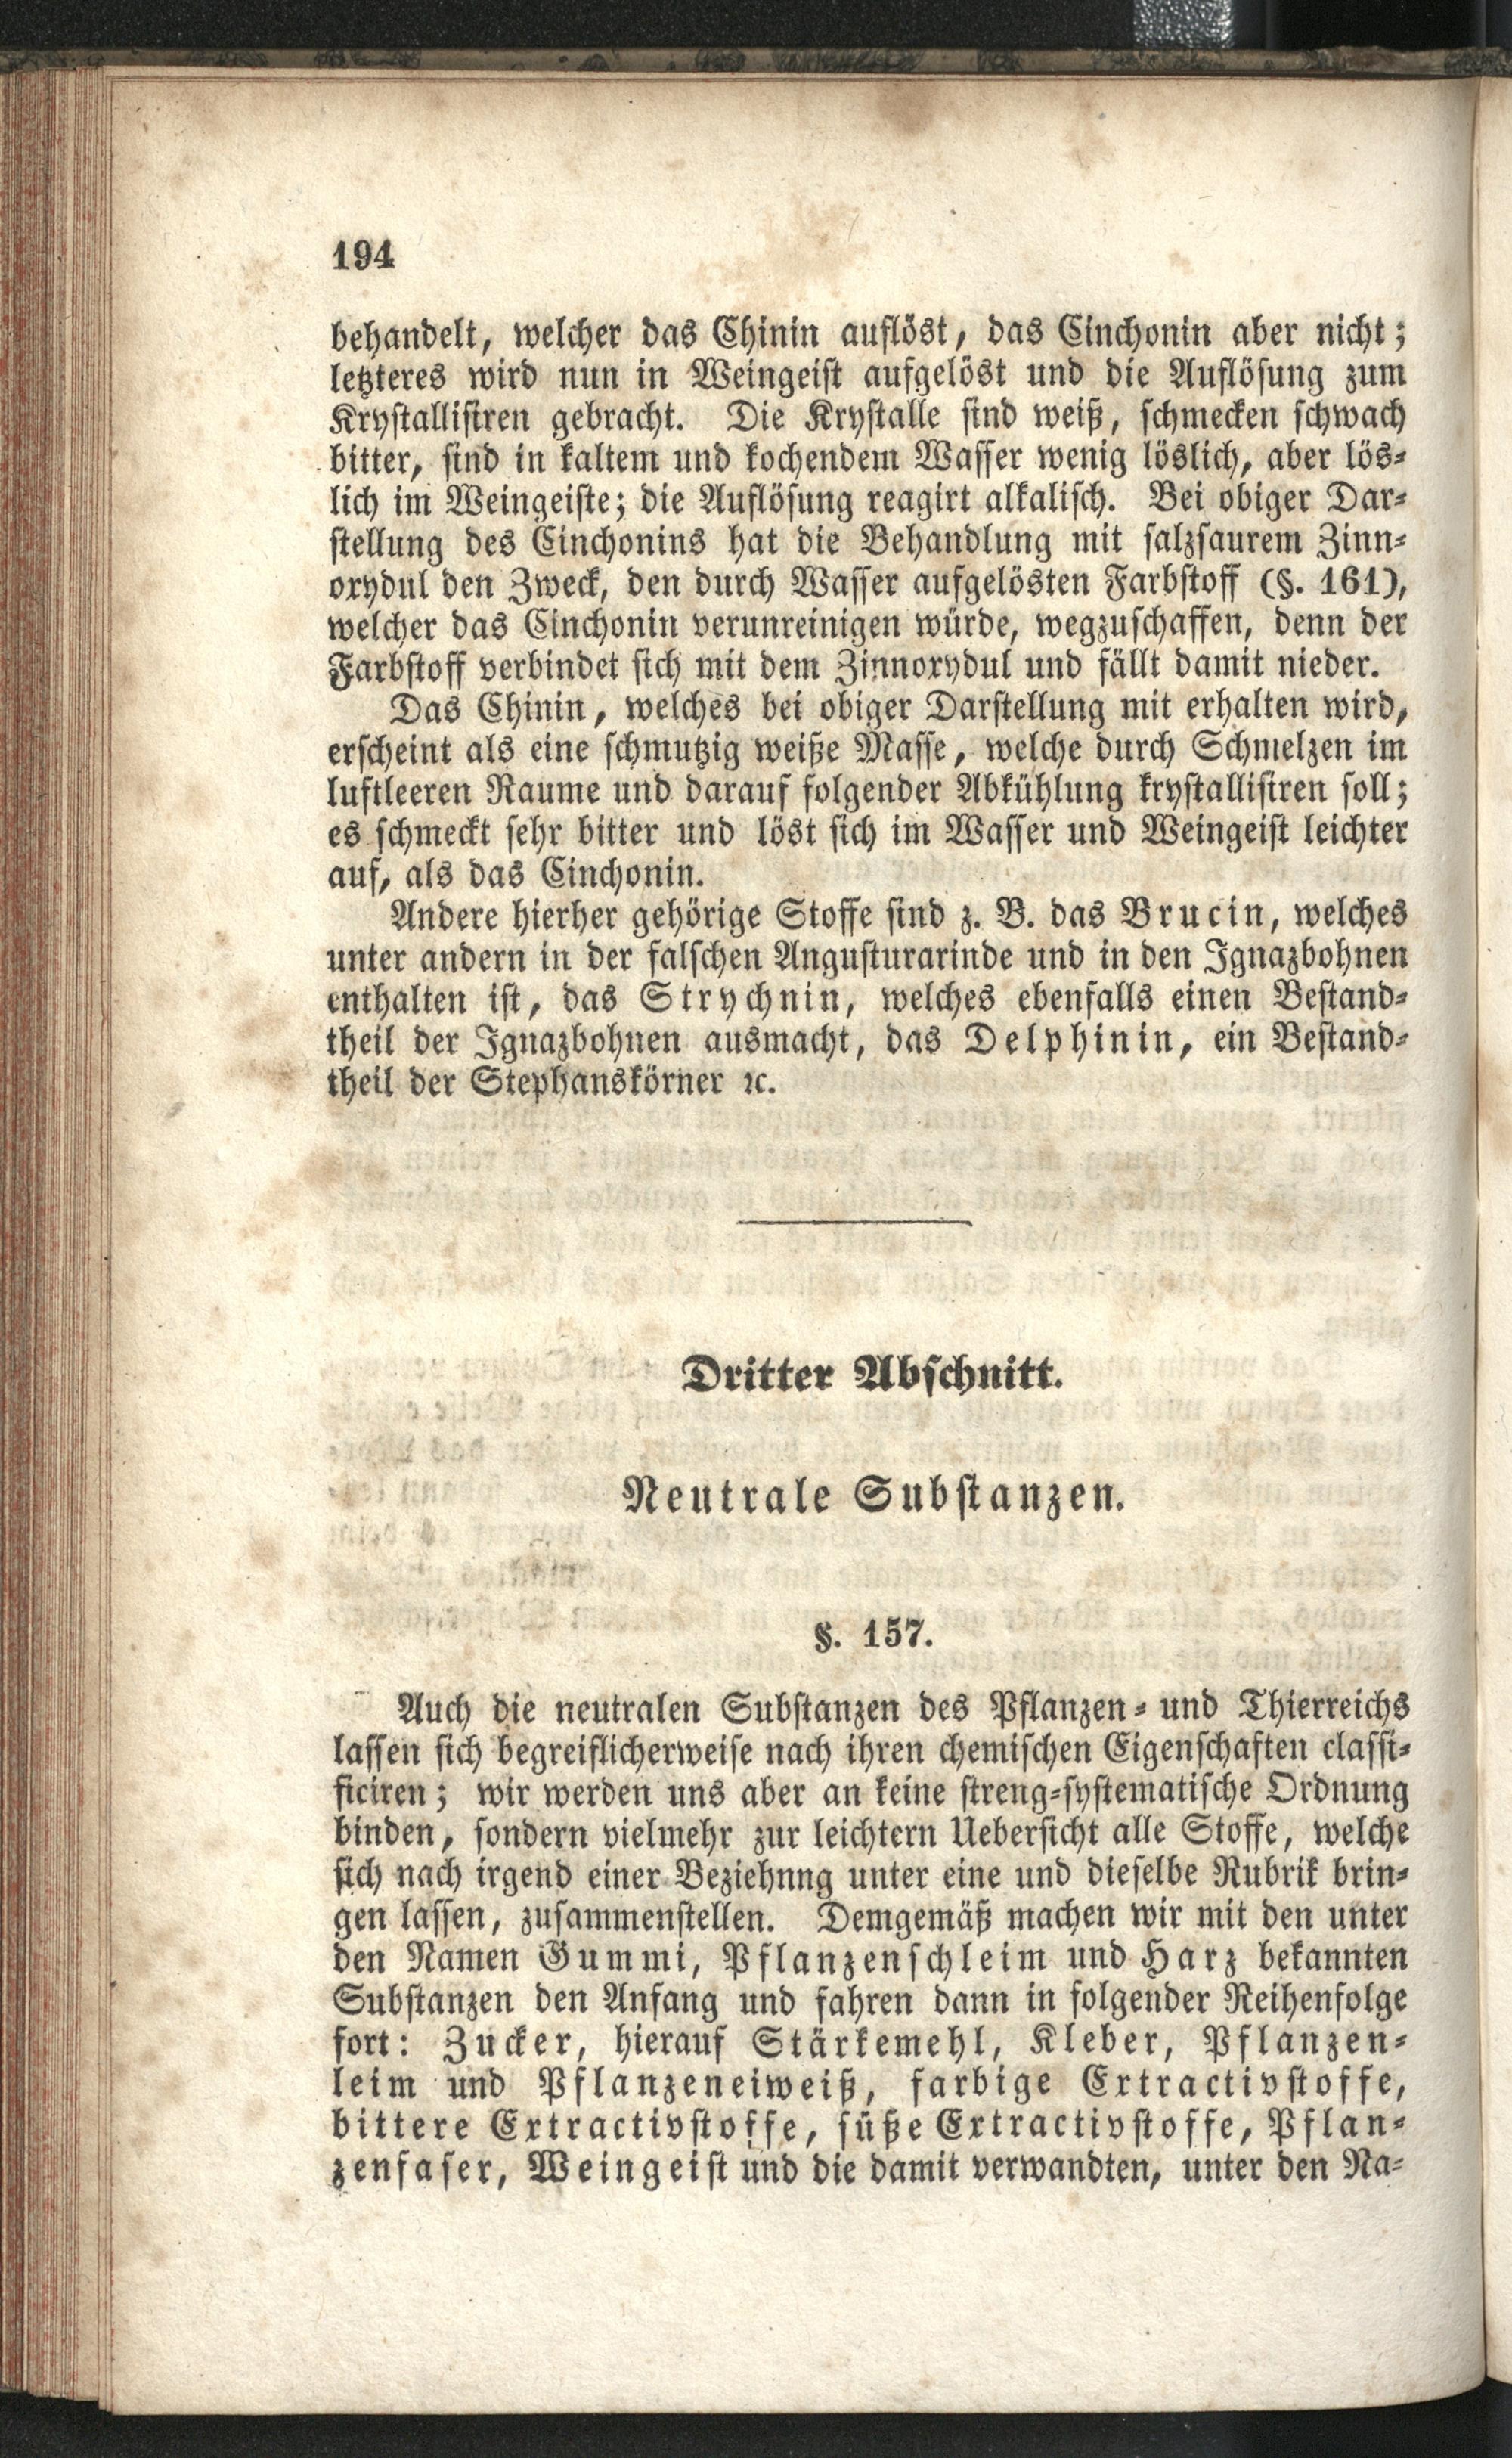 194
behandelt, welcher das Chinin auflöst, das Cinchonin aber nicht;
letzteres wird nun in Weingeist aufgelöst und die Auflösung zum
Krystallisiren gebracht. Die Krystalle sind weiß, schmecken schwach
bitter, sind in kaltem und kochendem Wasser wenig löslich, aber lös-
lich im Weingeiste; die Auflösung reagirt alkalisch. Bei obiger Dar-
stellung des Cinchonins hat die Behandlung mit salzsaurem Zinn-
oxydul den Zweck, den durch Wasser aufgelösten Farbstoff (§. 161),
welcher das Cinchonin verunreinigen würde, wegzuschaffen, denn der
Farbstoff verbindet sich mit dem Zinnoxydul und fällt damit nieder.
Das Chinin, welches bei obiger Darstellung mit erhalten wird,
erscheint als eine schmutzig weiße Masse, welche durch Schmelzen im
luftleeren Raume und darauf folgender Abkühlung krystallisiren soll;
es schmeckt sehr bitter und löst sich im Wasser und Weingeist leichter
auf, als das Cinchonin.
Andere hierher gehörige Stoffe sind z. B. das Brucin, welches
unter andern in der falschen Angusturarinde und in den Ignazbohnen
enthalten ist, das Strychnin, welches ebenfalls einen Bestand-
theil der Ignazbohnen ausmacht, das Delphinin, ein Bestand-
theil der Stephanskörner ꝛc.
Dritter Abschnitt.
Neutrale Substanzen.
§. 157.
Auch die neutralen Substanzen des Pflanzen- und Thierreichs
lassen sich begreiflicherweise nach ihren chemischen Eigenschaften classi-
ficiren; wir werden uns aber an keine streng-systematische Ordnung
binden, sondern vielmehr zur leichtern Uebersicht alle Stoffe, welche
sich nach irgend einer Beziehnng unter eine und dieselbe Rubrik brin-
gen lassen, zusammenstellen. Demgemäß machen wir mit den unter
den Namen Gummi, Pflanzenschleim und Harz bekannten
Substanzen den Anfang und fahren dann in folgender Reihenfolge
fort: Zucker, hierauf Stärkemehl, Kleber, Pflanzen-
leim und Pflanzeneiweiß, farbige Extractivstoffe,
bittere Extractivstoffe, süße Extractivstoffe, Pflan-
zenfaser, Weingeist und die damit verwandten, unter den Na-